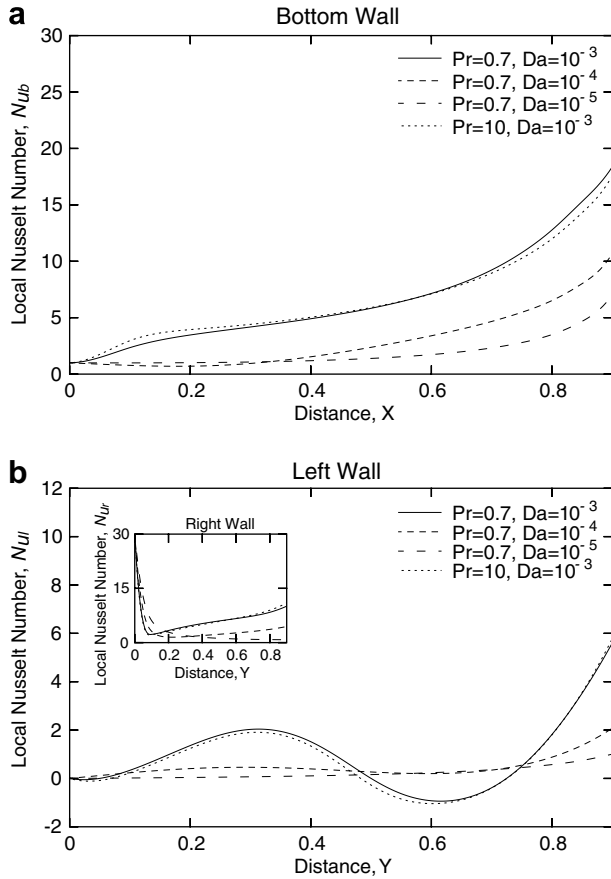 a
Bottom Wall
30
25
20
15
10
5
0
Local Nusselt Number, Nub
Pr=0.7, Da=10-3
Pr=0.7, Da=10-4
Pr=0.7, Da=10-5
Pr=10, Da=10-3
0 0.2 0.4 0.6 0.8
Distance, X
b
Left Wall
12
10
8
6
4
2
0
-2
Local Nusselt Number, Nul
Pr=0.7, Da=10-3
Pr=0.7, Da=10-4
Pr=0.7, Da=10-5
Pr=10, Da=10-3
Right Wall
30
15
0
Local Nusselt Number, Nur
0 0.2 0.4 0.6 0.8
Distance, Y
0 0.2 0.4 0.6 0.8
Distance, Y